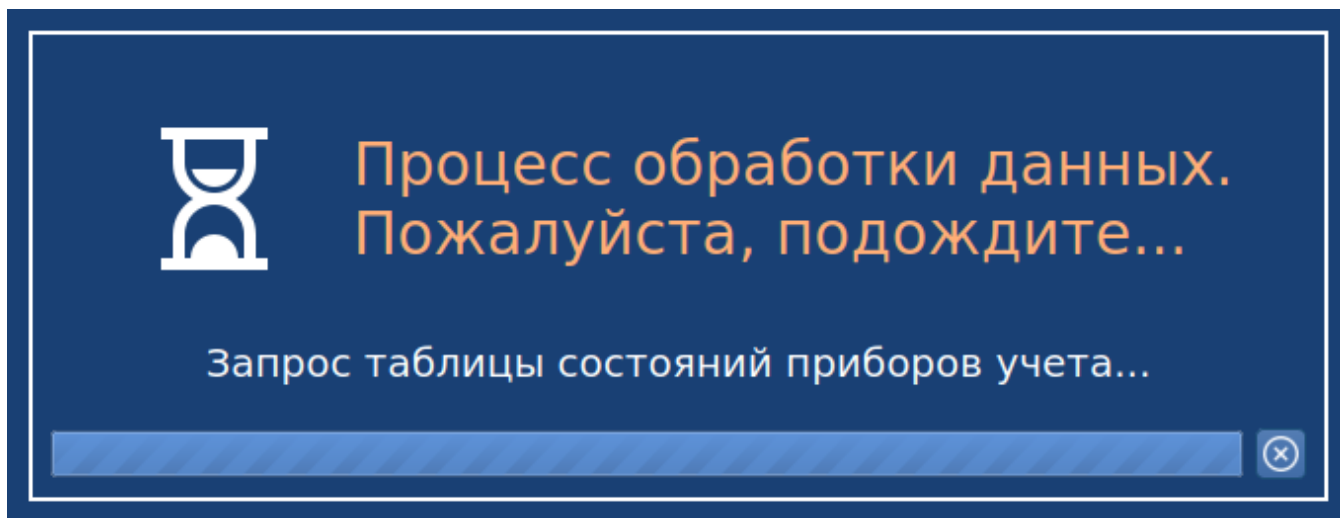 Процесс обработки данных.
Пожалуйста, подождите...
Запрос таблицы состояний приборов учета...